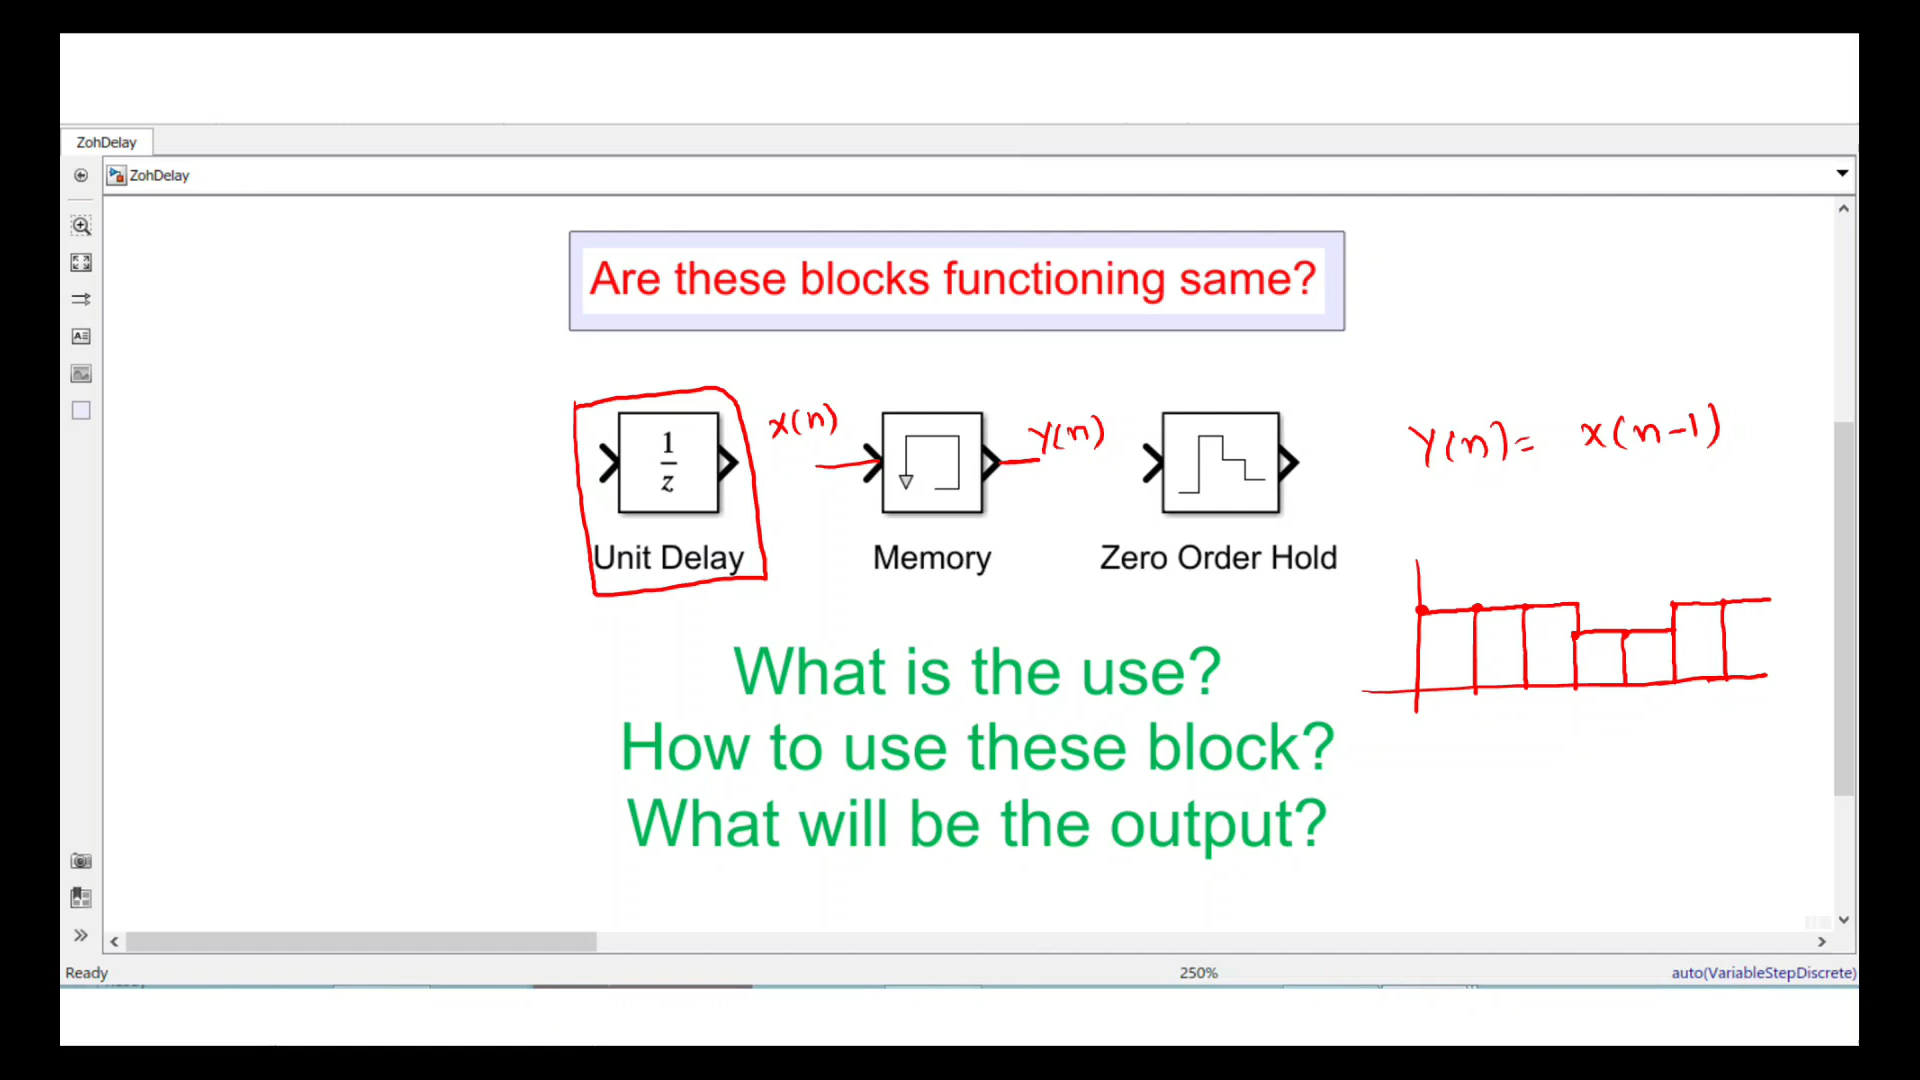 ZohDelay
ZohDelay
Are these blocks functioning same?
x(n)
y(n)
Y(n)= x(n-1)
1
z
Unit Delay
Memory
Zero Order Hold
What is the use?
How to use these block?
What will be the output?
Ready
250%
auto(VariableStepDiscrete)